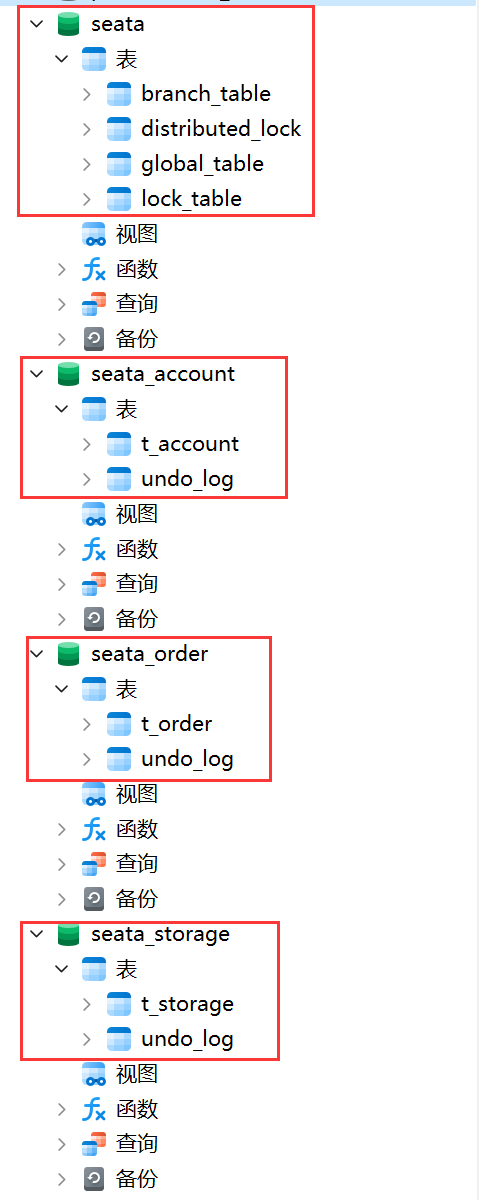 seata
表
branch_table
distributed_lock
global_table
lock_table
视图
函数
查询
备份
seata_account
表
t_account
undo_log
视图
函数
查询
备份
seata_order
表
t_order
undo_log
视图
函数
查询
备份
seata_storage
表
t_storage
undo_log
视图
函数
查询
备份